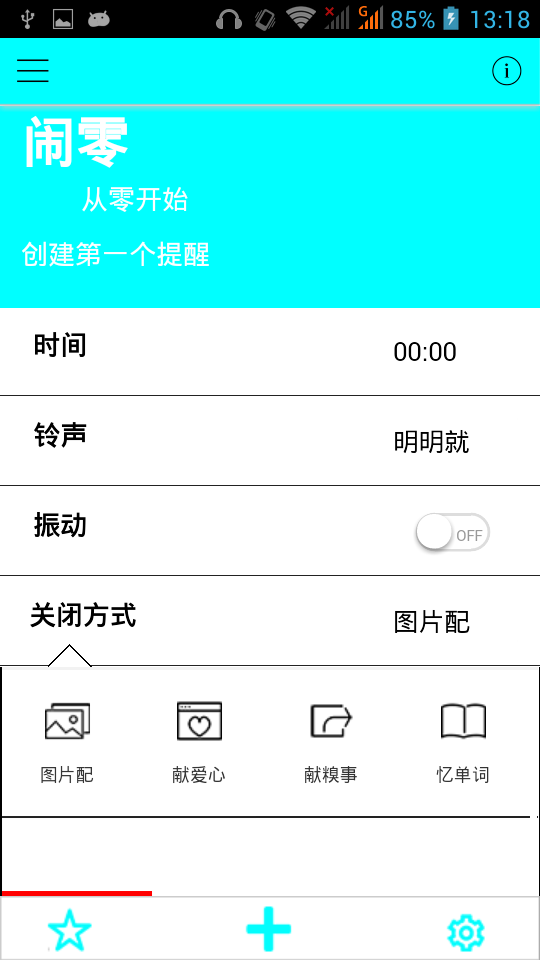 G 85% 13:18
闹零
从零开始
创建第一个提醒
时间 00:00
铃声 明明就
振动 OFF
关闭方式 图片配
图片配 献爱心 献糗事 忆单词